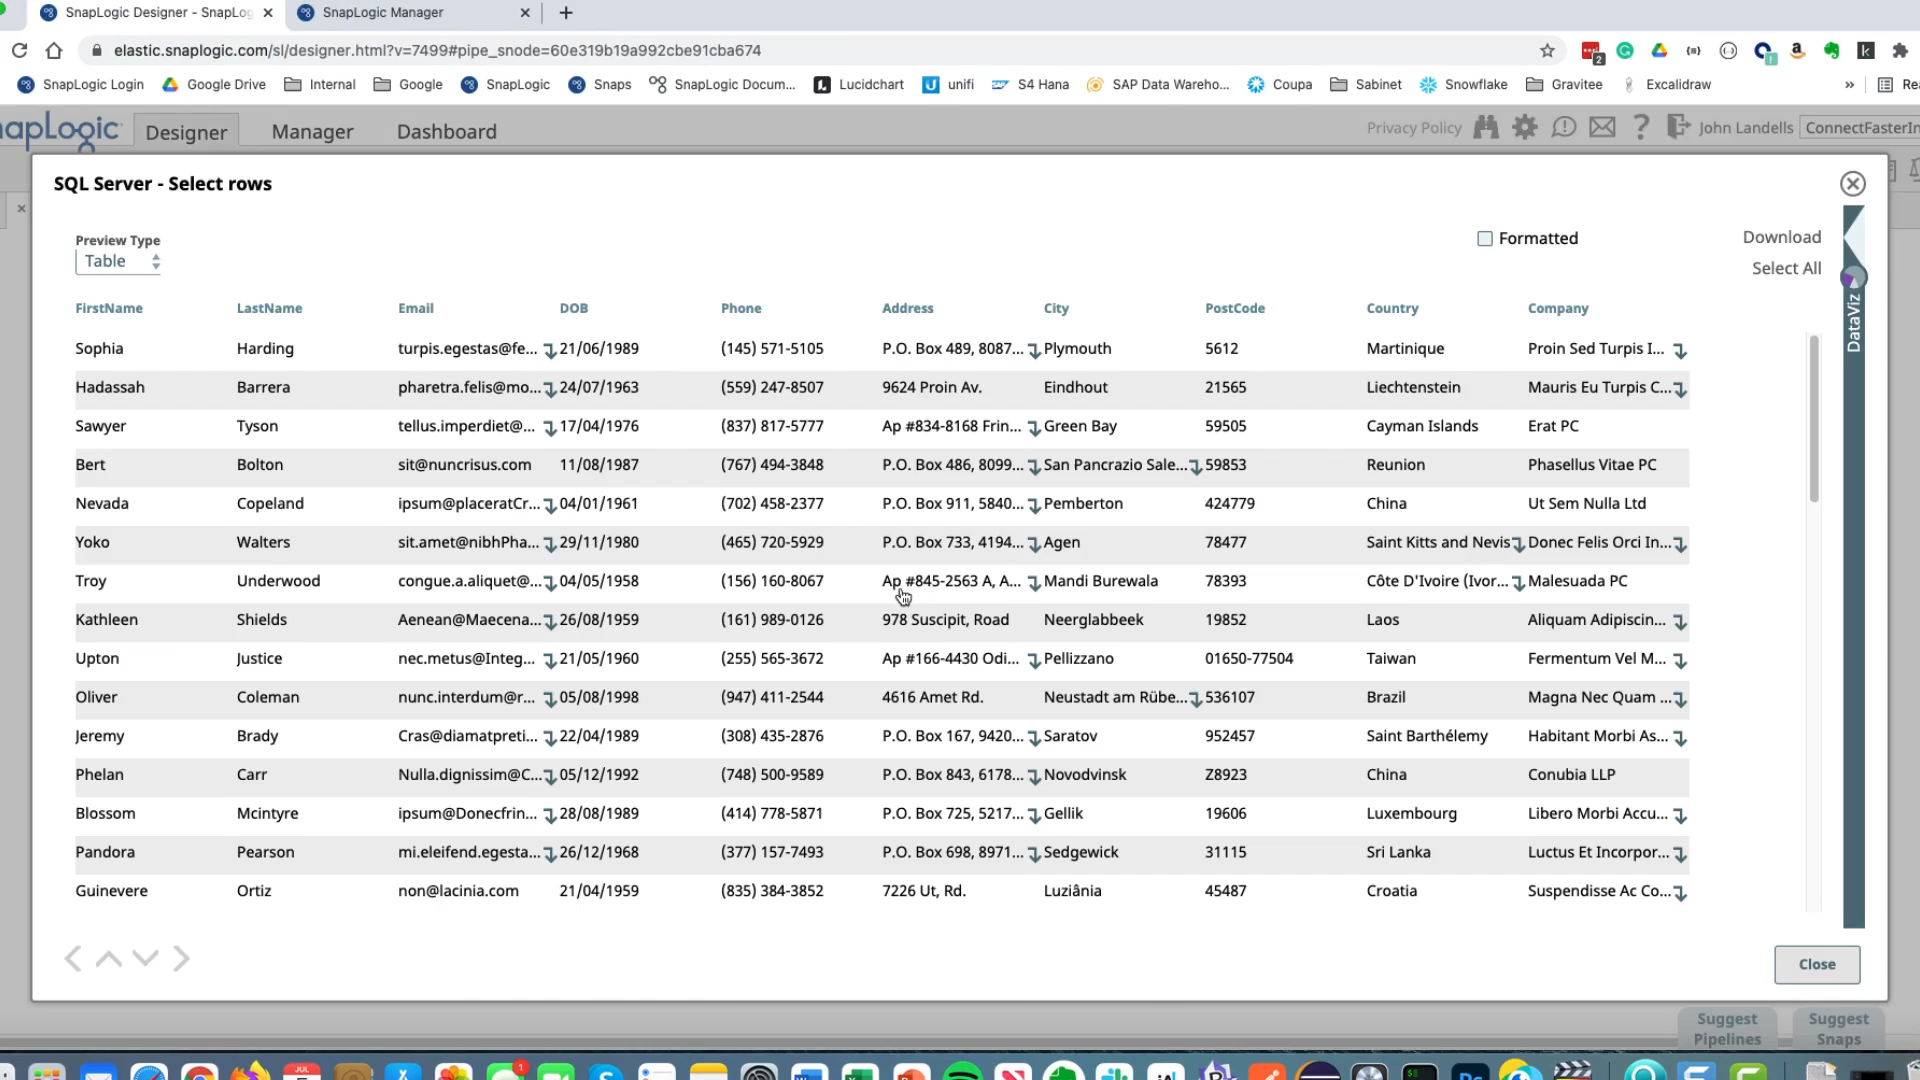 SnapLogic Designer - SnapLog
SnapLogic Manager
elastic.snaplogic.com/sl/designer.html?v=7499#pipe_snode=60e319b19a992cbe91cba674
2
1
SnapLogic Login
Google Drive
Internal
Google
SnapLogic
Snaps
SnapLogic Docum...
Lucidchart
unifi
S4 Hana
SAP Data Wareho...
Coupa
Sabinet
Snowflake
Gravitee
Excalidraw
»
Rea
napLogic
Designer
Manager
Dashboard
Privacy Policy
John Landells
ConnectFasterIn
SQL Server - Select rows
Preview Type
Table
Formatted
Download
Select All
DataViz
FirstName LastName Email DOB Phone Address City PostCode Country Company
Sophia Harding turpis.egestas@fe... 21/06/1989 (145) 571-5105 P.O. Box 489, 8087... Plymouth 5612 Martinique Proin Sed Turpis I...
Hadassah Barrera pharetra.felis@mo... 24/07/1963 (559) 247-8507 9624 Proin Av. Eindhout 21565 Liechtenstein Mauris Eu Turpis C...
Sawyer Tyson tellus.imperdiet@... 17/04/1976 (837) 817-5777 Ap #834-8168 Frin... Green Bay 59505 Cayman Islands Erat PC
Bert Bolton sit@nuncrisus.com 11/08/1987 (767) 494-3848 P.O. Box 486, 8099... San Pancrazio Sale... 59853 Reunion Phasellus Vitae PC
Nevada Copeland ipsum@placeratCr... 04/01/1961 (702) 458-2377 P.O. Box 911, 5840... Pemberton 424779 China Ut Sem Nulla Ltd
Yoko Walters sit.amet@nibhPha... 29/11/1980 (465) 720-5929 P.O. Box 733, 4194... Agen 78477 Saint Kitts and Nevis Donec Felis Orci In...
Troy Underwood congue.a.aliquet@... 04/05/1958 (156) 160-8067 Ap #845-2563 A, A... Mandi Burewala 78393 Côte D'Ivoire (Ivor... Malesuada PC
Kathleen Shields Aenean@Maecena... 26/08/1959 (161) 989-0126 978 Suscipit, Road Neerglabbeek 19852 Laos Aliquam Adipiscin...
Upton Justice nec.metus@Integ... 21/05/1960 (255) 565-3672 Ap #166-4430 Odi... Pellizzano 01650-77504 Taiwan Fermentum Vel M...
Oliver Coleman nunc.interdum@r... 05/08/1998 (947) 411-2544 4616 Amet Rd. Neustadt am Rübe... 536107 Brazil Magna Nec Quam ...
Jeremy Brady Cras@diamatpreti... 22/04/1989 (308) 435-2876 P.O. Box 167, 9420... Saratov 952457 Saint Barthélemy Habitant Morbi As...
Phelan Carr Nulla.dignissim@C... 05/12/1992 (748) 500-9589 P.O. Box 843, 6178... Novodvinsk Z8923 China Conubia LLP
Blossom Mcintyre ipsum@Donecfrin... 28/08/1989 (414) 778-5871 P.O. Box 725, 5217... Gellik 19606 Luxembourg Libero Morbi Accu...
Pandora Pearson mi.eleifend.egesta... 26/12/1968 (377) 157-7493 P.O. Box 698, 8971... Sedgewick 31115 Sri Lanka Luctus Et Incorpor...
Guinevere Ortiz non@lacinia.com 21/04/1959 (835) 384-3852 7226 Ut, Rd. Luziânia 45487 Croatia Suspendisse Ac Co...
Close
Suggest
Pipelines
Suggest
Snaps
JUL
1